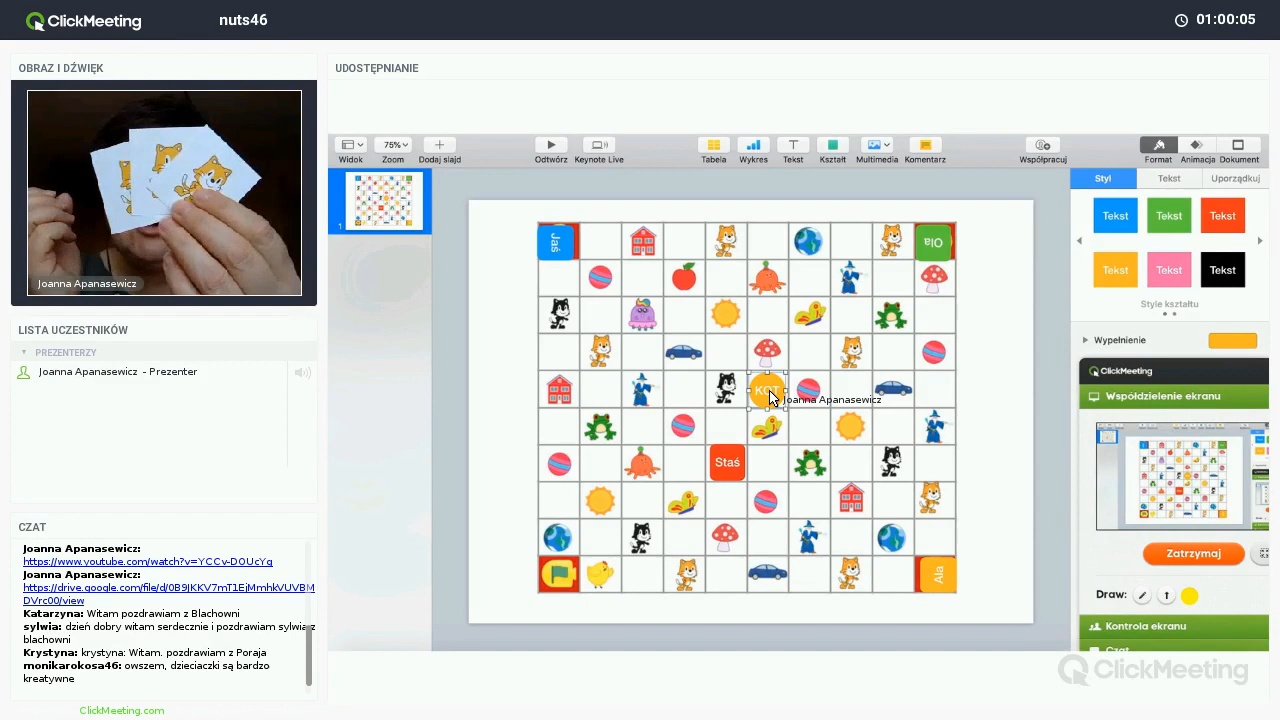 ClickMeeting
nuts46
01:00:05
OBRAZ I DŹWIĘK
UDOSTĘPNIANIE
Joanna Apanasewicz
LISTA UCZESTNIKÓW
PREZENTERZY
Joanna Apanasewicz - Prezenter
CZAT
Joanna Apanasewicz:
https://www.youtube.com/watch?v=YCCv-D0UcYg
Joanna Apanasewicz:
https://drive.google.com/file/d/0B9JKKV7mT1EjMmhkVUVBM
DVrc00/view
Katarzyna: Witam pozdrawiam z Blachowni
sylwia: dzień dobry witam serdecznie i pozdrawiam sylwia z
blachowni
Krystyna: krystyna: Witam. pozdrawiam z Poraja
monikarokosa46: owszem, dzieciaczki są bardzo
kreatywne
ClickMeeting.com
Widok
75%
Zoom
Dodaj slajd
Odtwórz
Keynote Live
Tabela
Wykres
Tekst
Kształt
Multimedia
Komentarz
Współpracuj
Format
Animacja
Dokument
1
Jaś
Ola
KOT
Joanna Apanasewicz
Staś
Ala
Styl
Tekst
Uporządkuj
Tekst
Tekst
Tekst
Tekst
Tekst
Tekst
Style kształtu
Wypełnienie
ClickMeeting
Współdzielenie ekranu
Zatrzymaj
Draw:
Kontrola ekranu
Czat
ClickMeeting